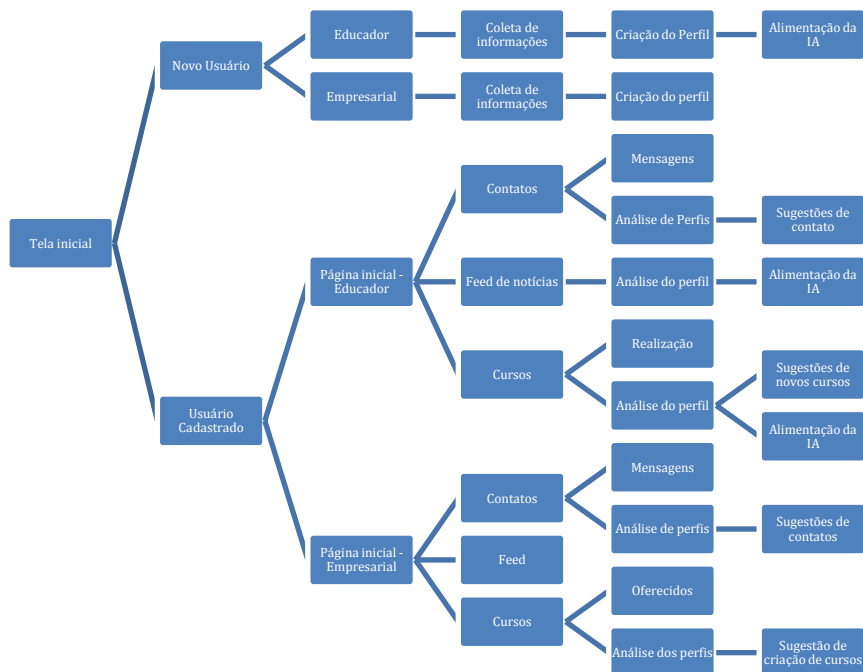 Educador
Coleta de
informações
Criação do Perfil
Alimentação da
IA
Novo Usuário
Empresarial
Coleta de
informações
Criação do perfil
Mensagens
Contatos
Análise de Perfis
Sugestões de
contato
Tela inicial
Página inicial -
Educador
Feed de notícias
Análise do perfil
Alimentação da
IA
Realização
Cursos
Sugestões de
novos cursos
Análise do perfil
Usuário
Cadastrado
Alimentação da
IA
Mensagens
Contatos
Análise de perfis
Sugestões de
contatos
Página inicial -
Empresarial
Feed
Oferecidos
Cursos
Análise dos perfis
Sugestão de
criação de cursos